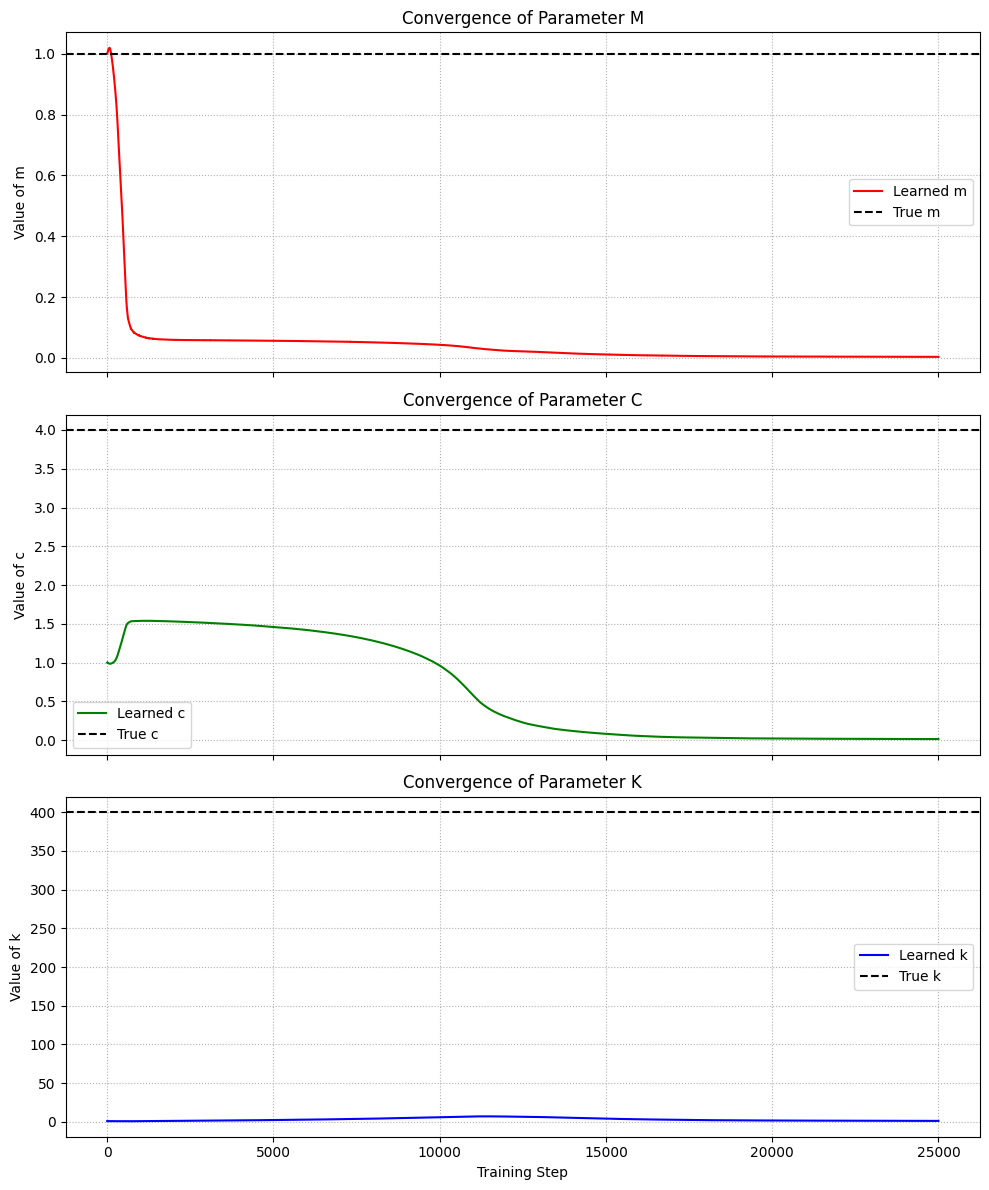 Convergence of Parameter M
Value of m
1.0
0.8
0.6
0.4
0.2
0.0
Learned m
True m
Convergence of Parameter C
Value of c
4.0
3.5
3.0
2.5
2.0
1.5
1.0
0.5
0.0
Learned c
True c
Convergence of Parameter K
Value of k
400
350
300
250
200
150
100
50
0
Learned k
True k
0 5000 10000 15000 20000 25000
Training Step